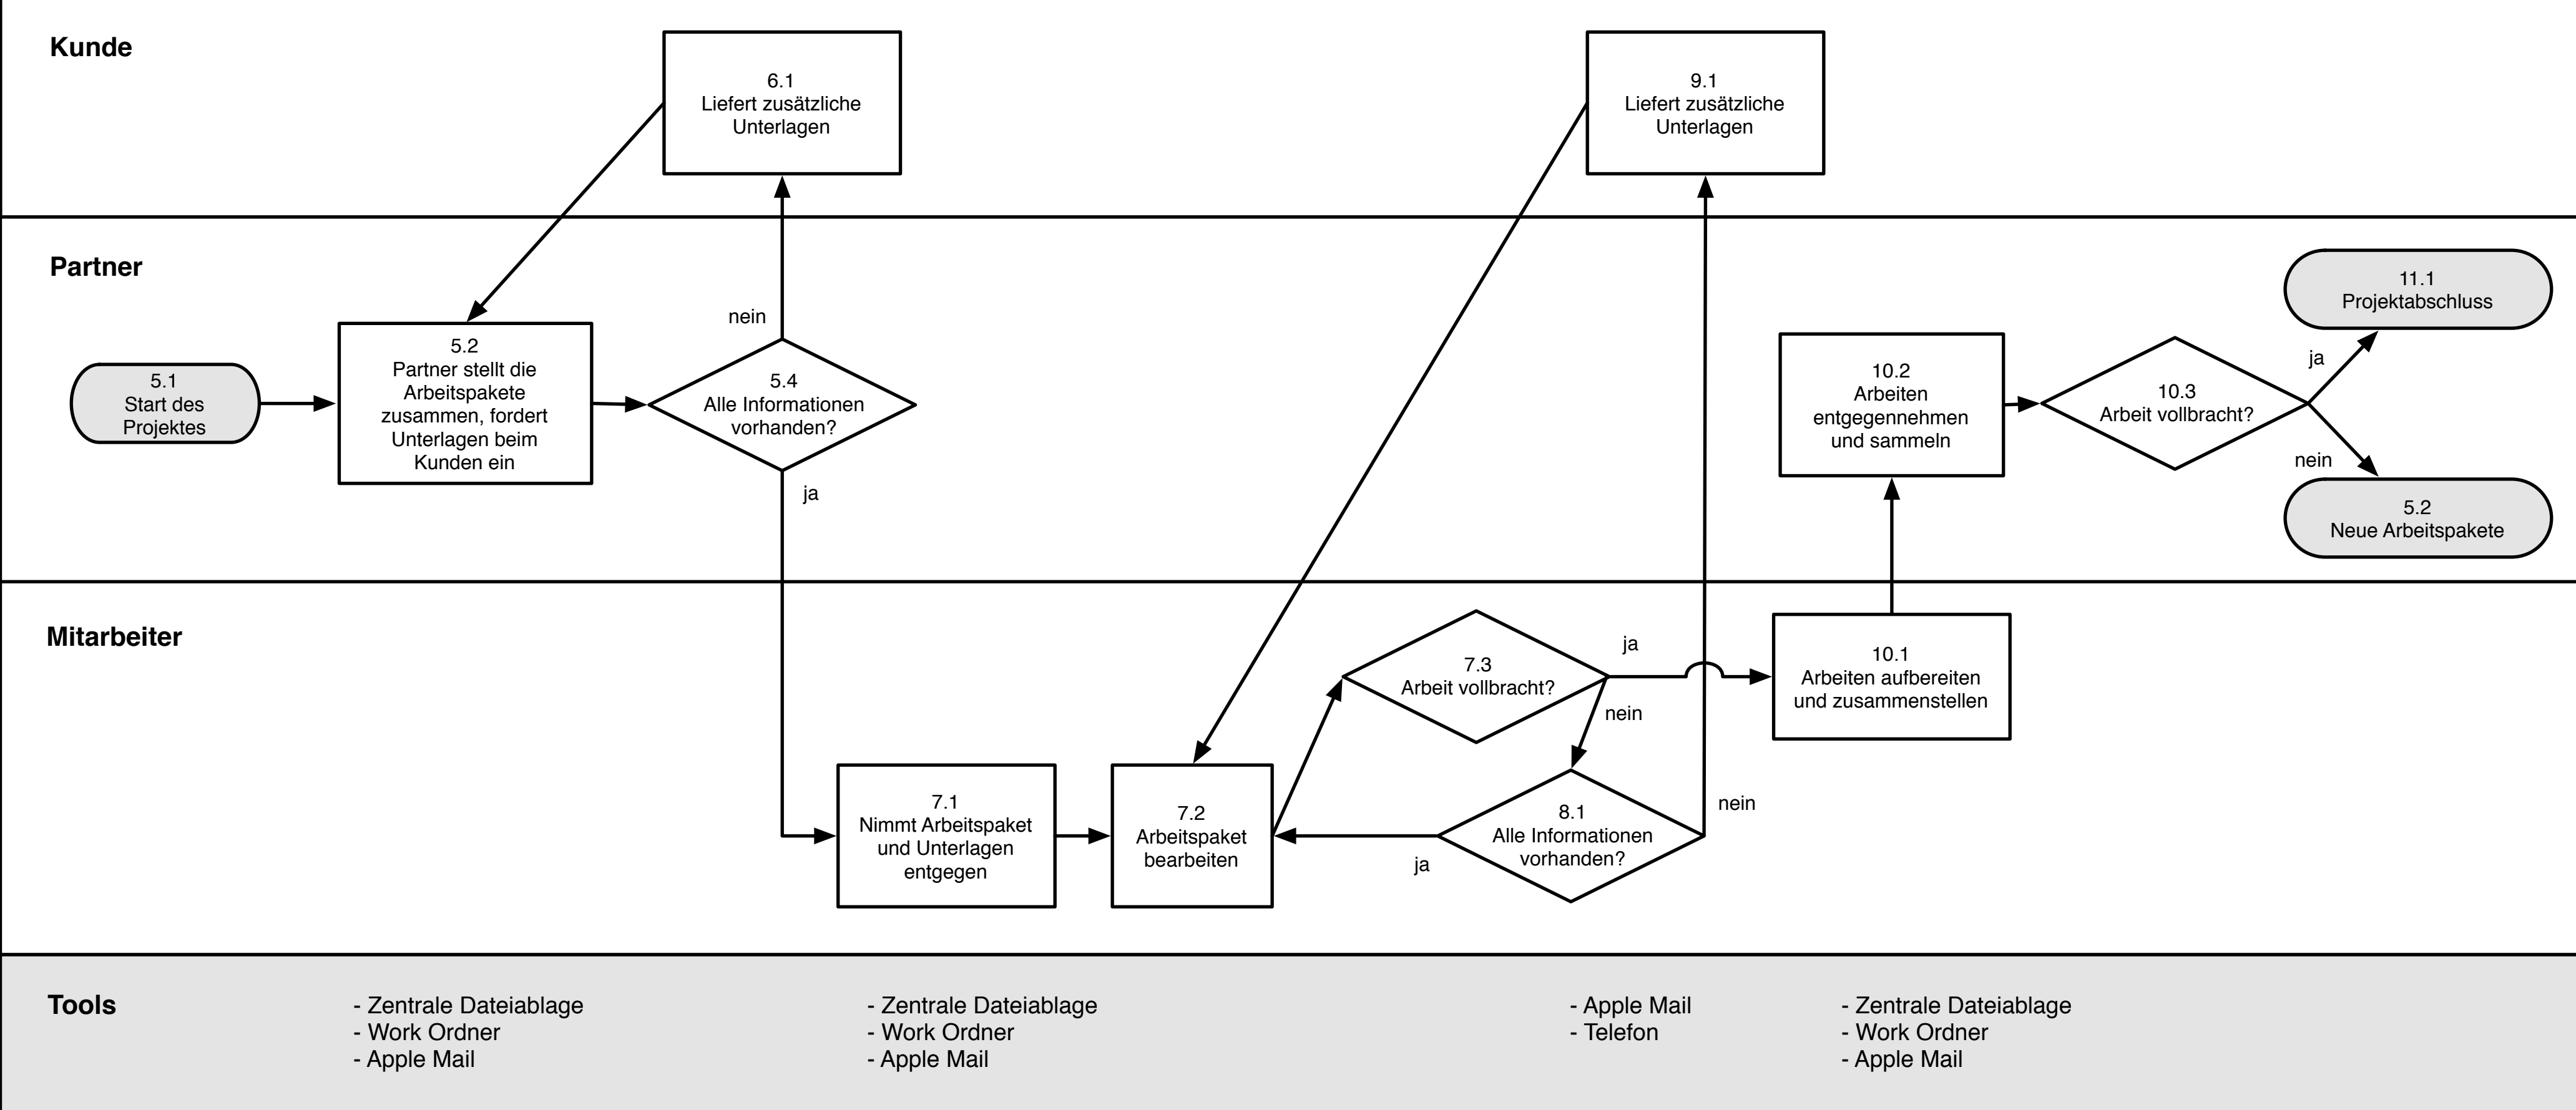 Kunde
6.1
Liefert zusätzliche
Unterlagen
9.1
Liefert zusätzliche
Unterlagen
Partner
5.1
Start des
Projektes
5.2
Partner stellt die
Arbeitspakete
zusammen, fordert
Unterlagen beim
Kunden ein
nein
5.4
Alle Informationen
vorhanden?
ja
10.2
Arbeiten
entgegennehmen
und sammeln
10.3
Arbeit vollbracht?
ja
nein
11.1
Projektabschluss
5.2
Neue Arbeitspakete
Mitarbeiter
7.1
Nimmt Arbeitspaket
und Unterlagen
entgegen
7.2
Arbeitspaket
bearbeiten
7.3
Arbeit vollbracht?
ja
nein
8.1
Alle Informationen
vorhanden?
ja
nein
10.1
Arbeiten aufbereiten
und zusammenstellen
Tools
- Zentrale Dateiablage
- Work Ordner
- Apple Mail
- Zentrale Dateiablage
- Work Ordner
- Apple Mail
- Apple Mail
- Telefon
- Zentrale Dateiablage
- Work Ordner
- Apple Mail